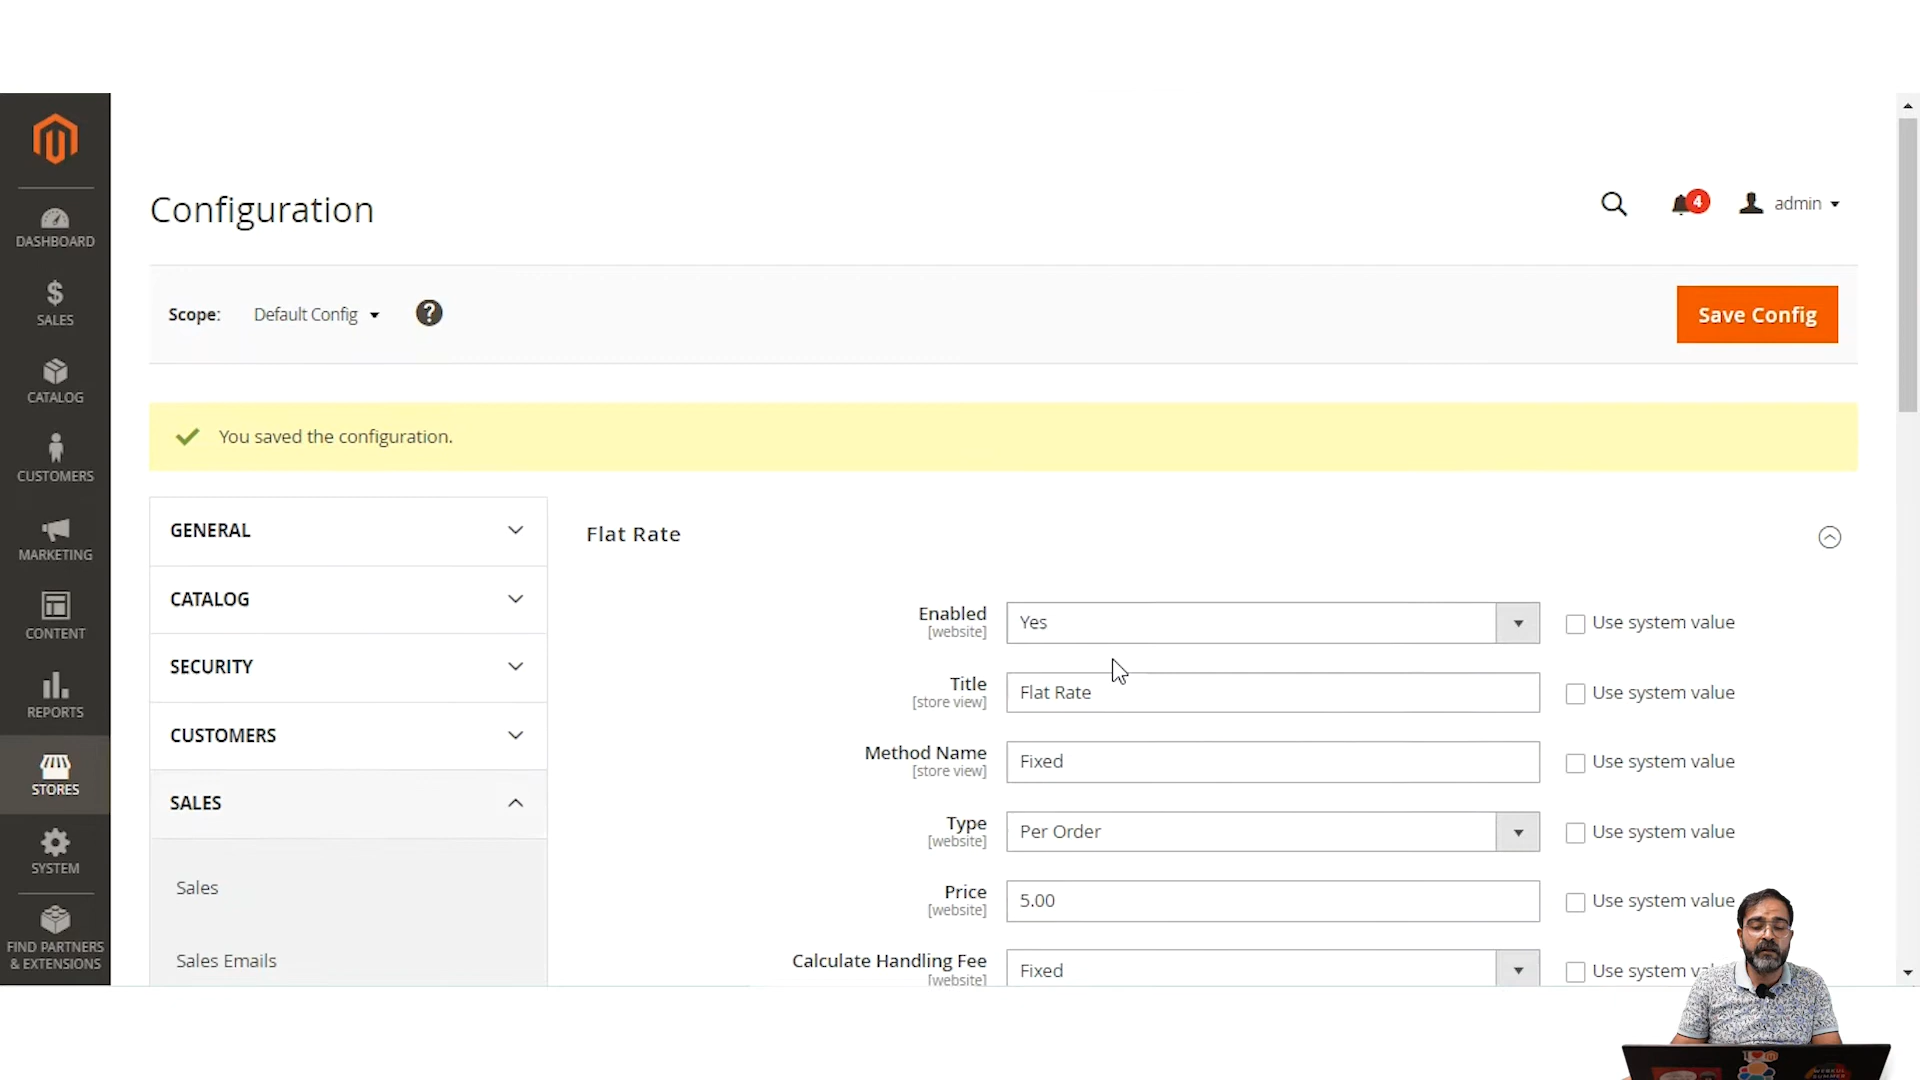 Configuration
4
admin
Scope:
Default Config
?
Save Config
You saved the configuration.
DASHBOARD
SALES
CATALOG
CUSTOMERS
MARKETING
CONTENT
REPORTS
STORES
SYSTEM
FIND PARTNERS
& EXTENSIONS
GENERAL
CATALOG
SECURITY
CUSTOMERS
SALES
Sales
Sales Emails
Flat Rate
Enabled
[website]
Yes
Use system value
Title
[store view]
Flat Rate
Use system value
Method Name
[store view]
Fixed
Use system value
Type
[website]
Per Order
Use system value
Price
[website]
5.00
Use system value
Calculate Handling Fee
[website]
Fixed
Use system